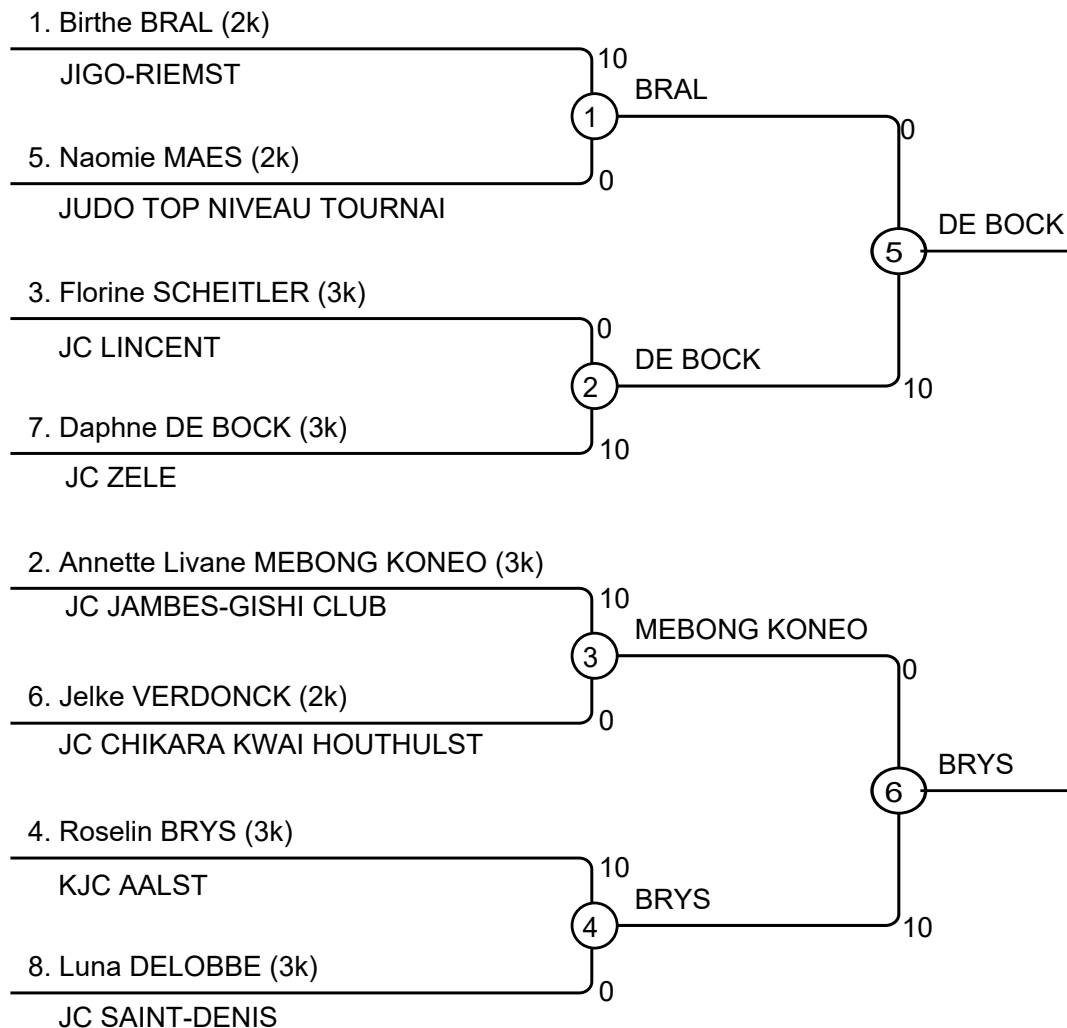 1. Birthe BRAL (2k)
10
JIGO-RIEMST
BRAL
1
0
5. Naomie MAES (2k)
0
JUDO TOP NIVEAU TOURNAI
DE BOCK
5
3. Florine SCHEITLER (3k)
0
JC LINCENT
DE BOCK
2
10
7. Daphne DE BOCK (3k)
10
JC ZELE
2. Annette Livane MEBONG KONEO (3k)
10
JC JAMBES-GISHI CLUB
MEBONG KONEO
3
0
6. Jelke VERDONCK (2k)
0
JC CHIKARA KWAI HOUTHULST
BRYS
6
4. Roselin BRYS (3k)
10
KJC AALST
BRYS
4
10
8. Luna DELOBBE (3k)
0
JC SAINT-DENIS